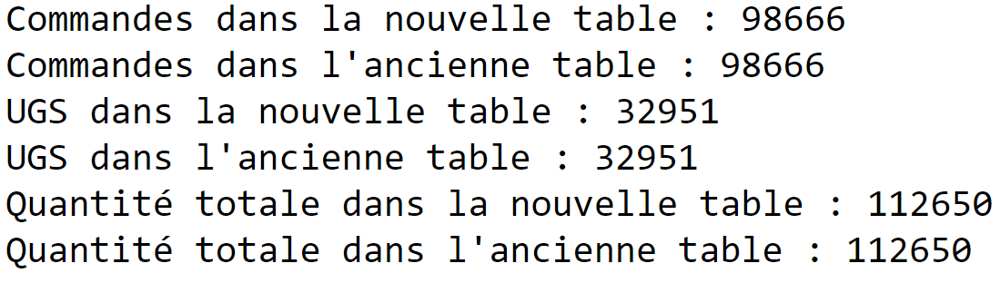 Commandes dans la nouvelle table : 98666
Commandes dans l'ancienne table : 98666
UGS dans la nouvelle table : 32951
UGS dans l'ancienne table : 32951
Quantité totale dans la nouvelle table : 112650
Quantité totale dans l'ancienne table : 112650